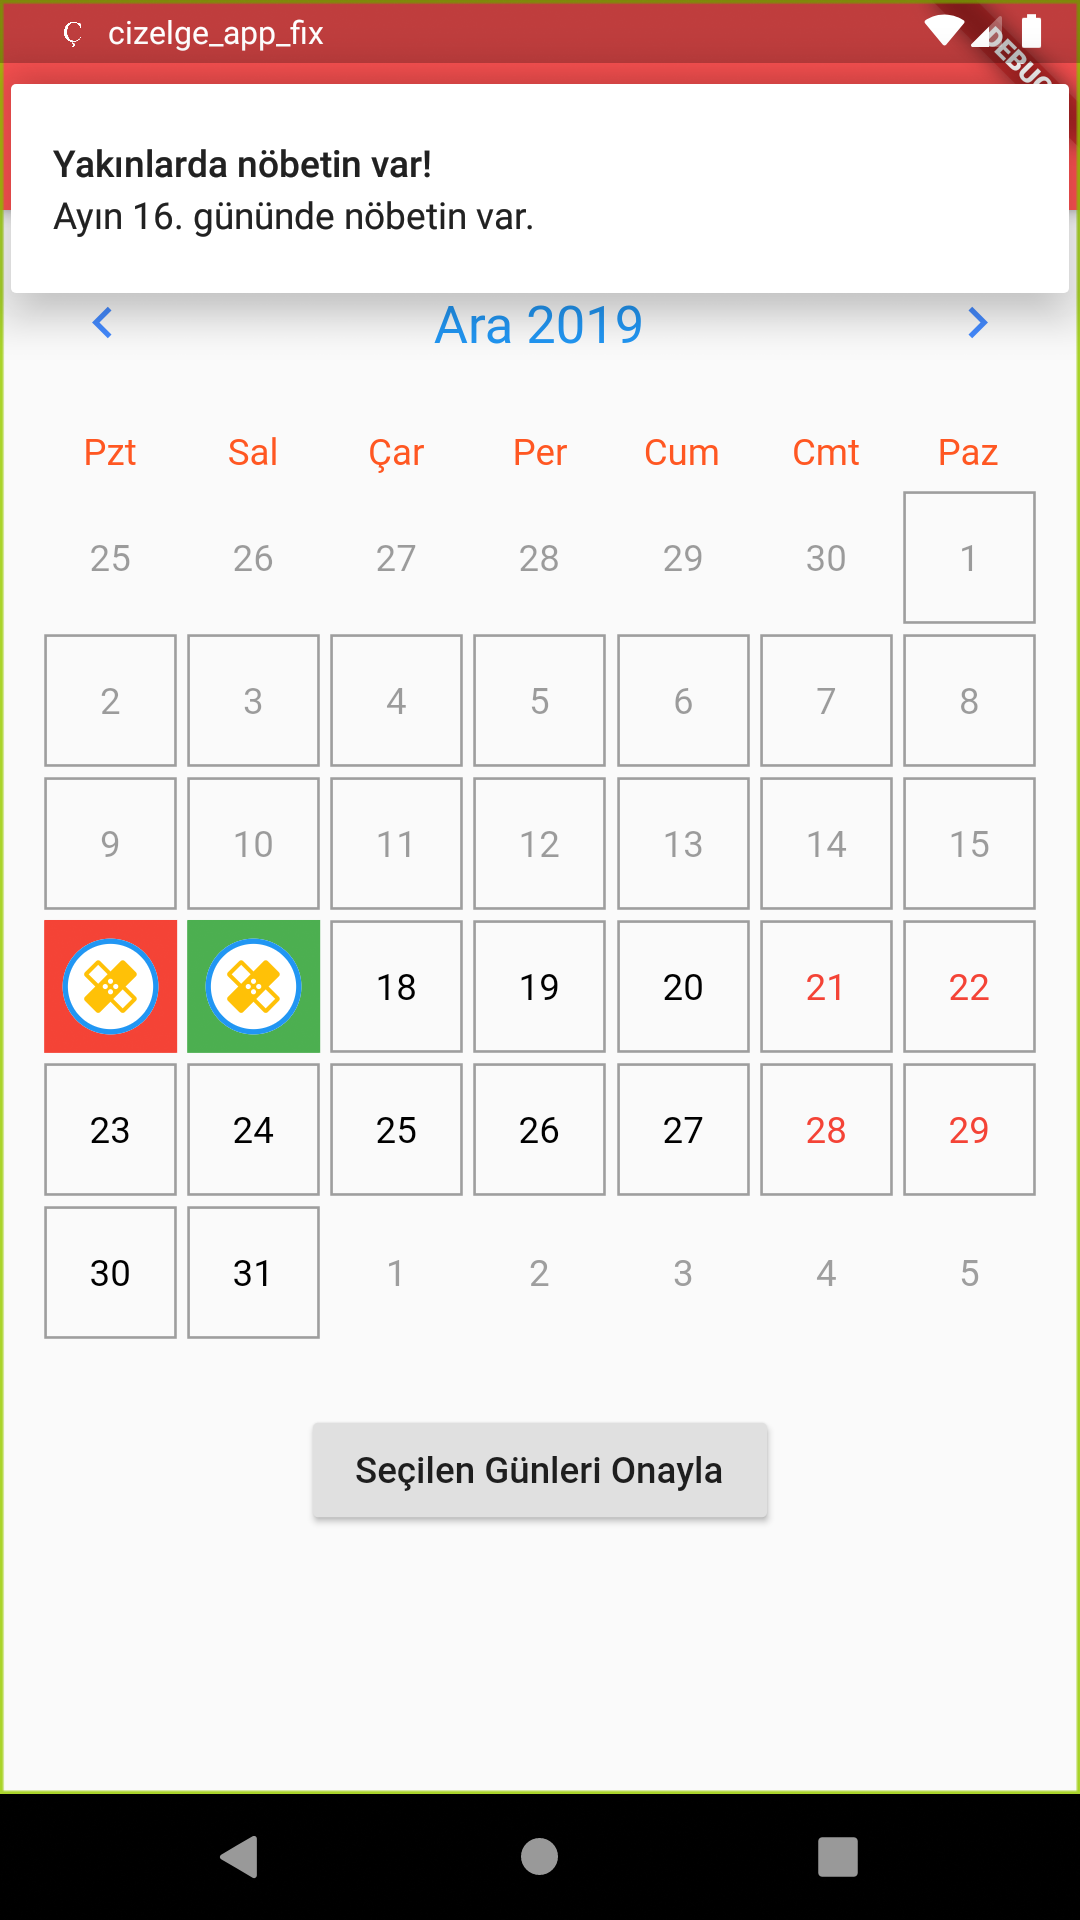 Ç cizelge_app_fix
DEBUG
Yakınlarda nöbetin var!
Ayın 16. gününde nöbetin var.
Ara 2019
Pzt Sal Çar Per Cum Cmt Paz
25 26 27 28 29 30 1
2 3 4 5 6 7 8
9 10 11 12 13 14 15
18 19 20 21 22
23 24 25 26 27 28 29
30 31 1 2 3 4 5
Seçilen Günleri Onayla